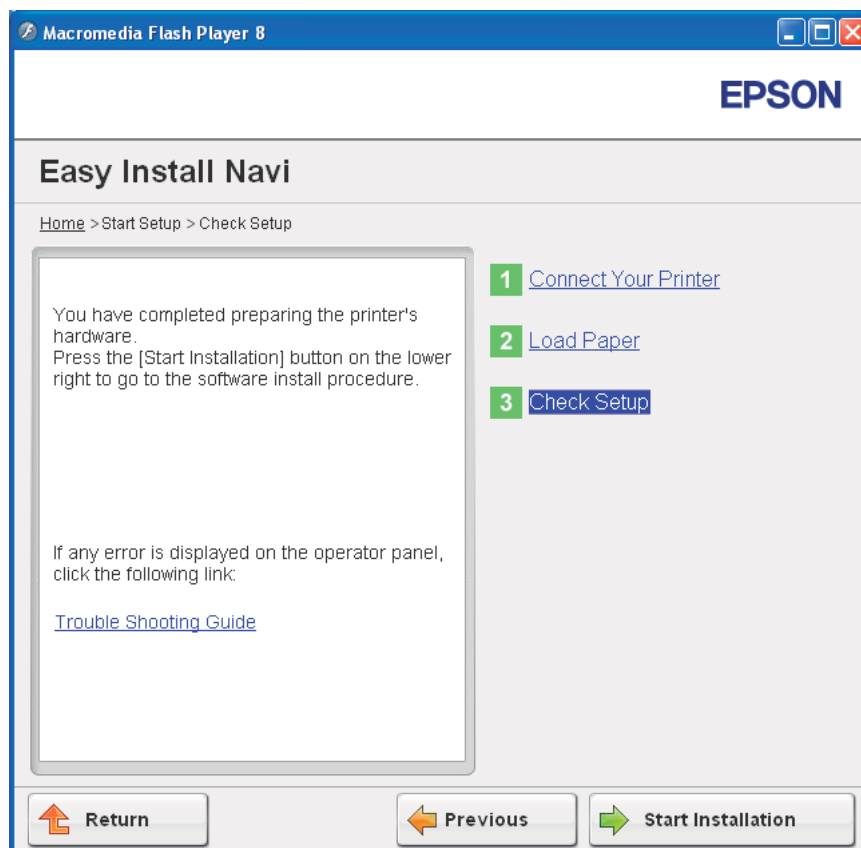 Macromedia Flash Player 8
EPSON
Easy Install Navi
Home > Start Setup > Check Setup
You have completed preparing the printer's
hardware.
Press the [Start Installation] button on the lower
right to go to the software install procedure.
If any error is displayed on the operator panel,
click the following link:
Trouble Shooting Guide
1 Connect Your Printer
2 Load Paper
3 Check Setup
Return
Previous
Start Installation